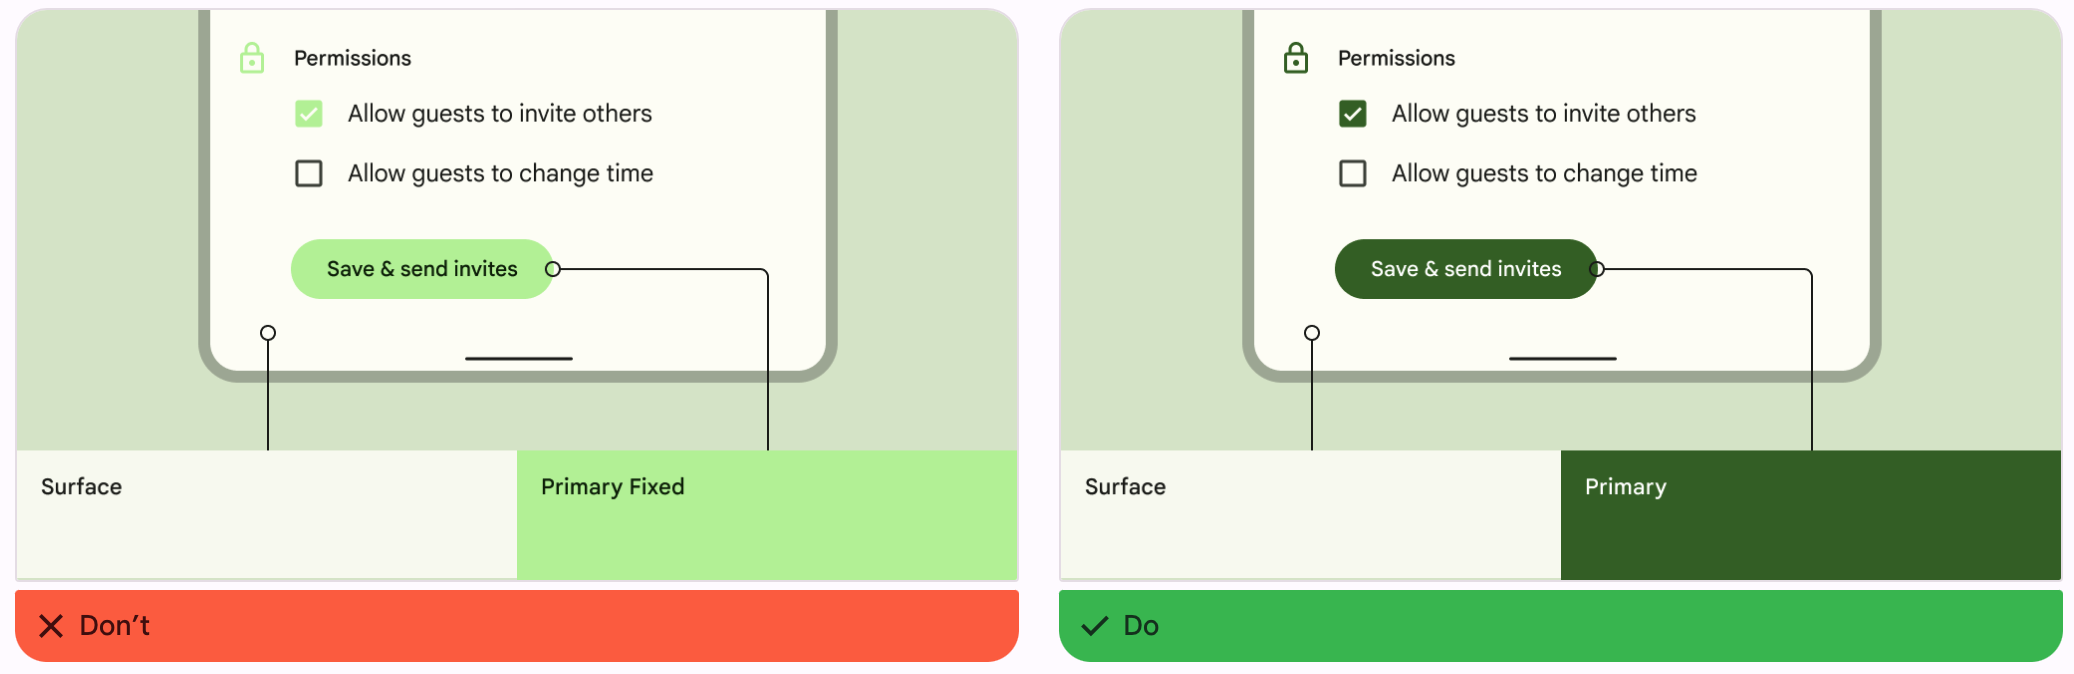 Permissions
Allow guests to invite others
Allow guests to change time
Save & send invites
Surface
Primary Fixed
Don’t
Permissions
Allow guests to invite others
Allow guests to change time
Save & send invites
Surface
Primary
Do